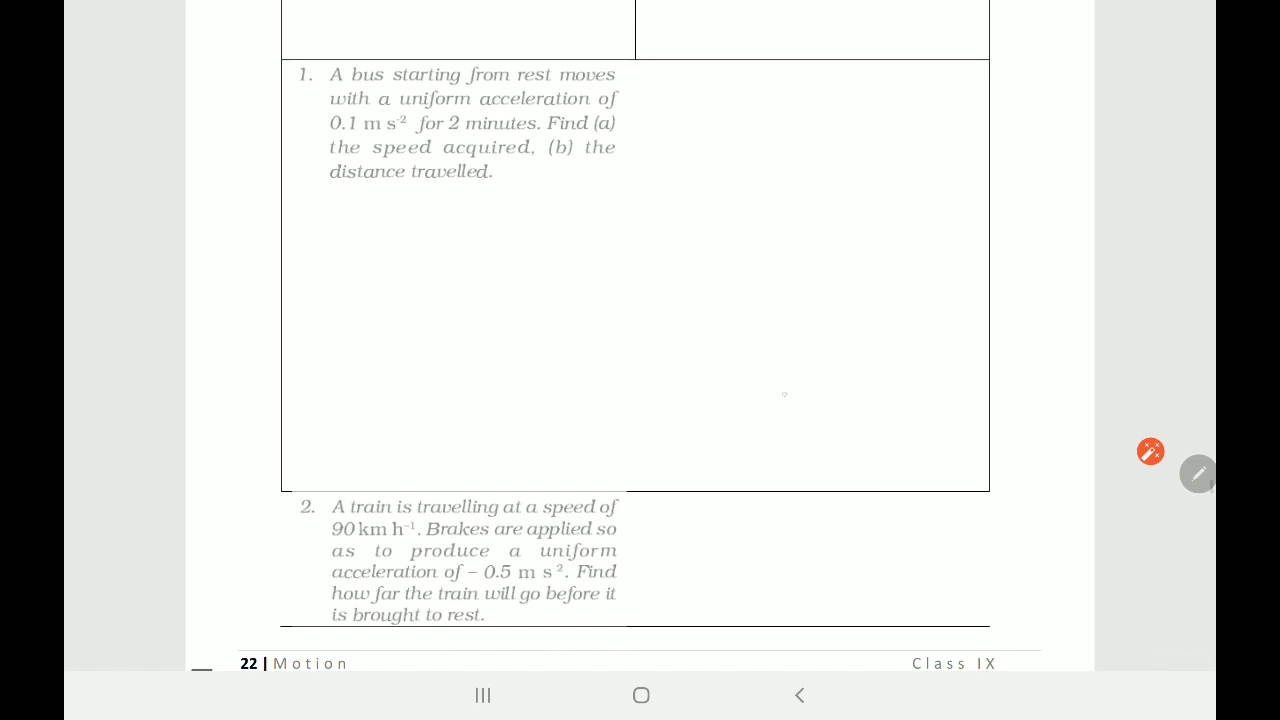 1. A bus starting from rest moves
with a uniform acceleration of
0.1 m s⁻² for 2 minutes. Find (a)
the speed acquired, (b) the
distance travelled.
2. A train is travelling at a speed of
90 km h⁻¹. Brakes are applied so
as to produce a uniform
acceleration of – 0.5 m s⁻². Find
how far the train will go before it
is brought to rest.
22 | Motion Class IX